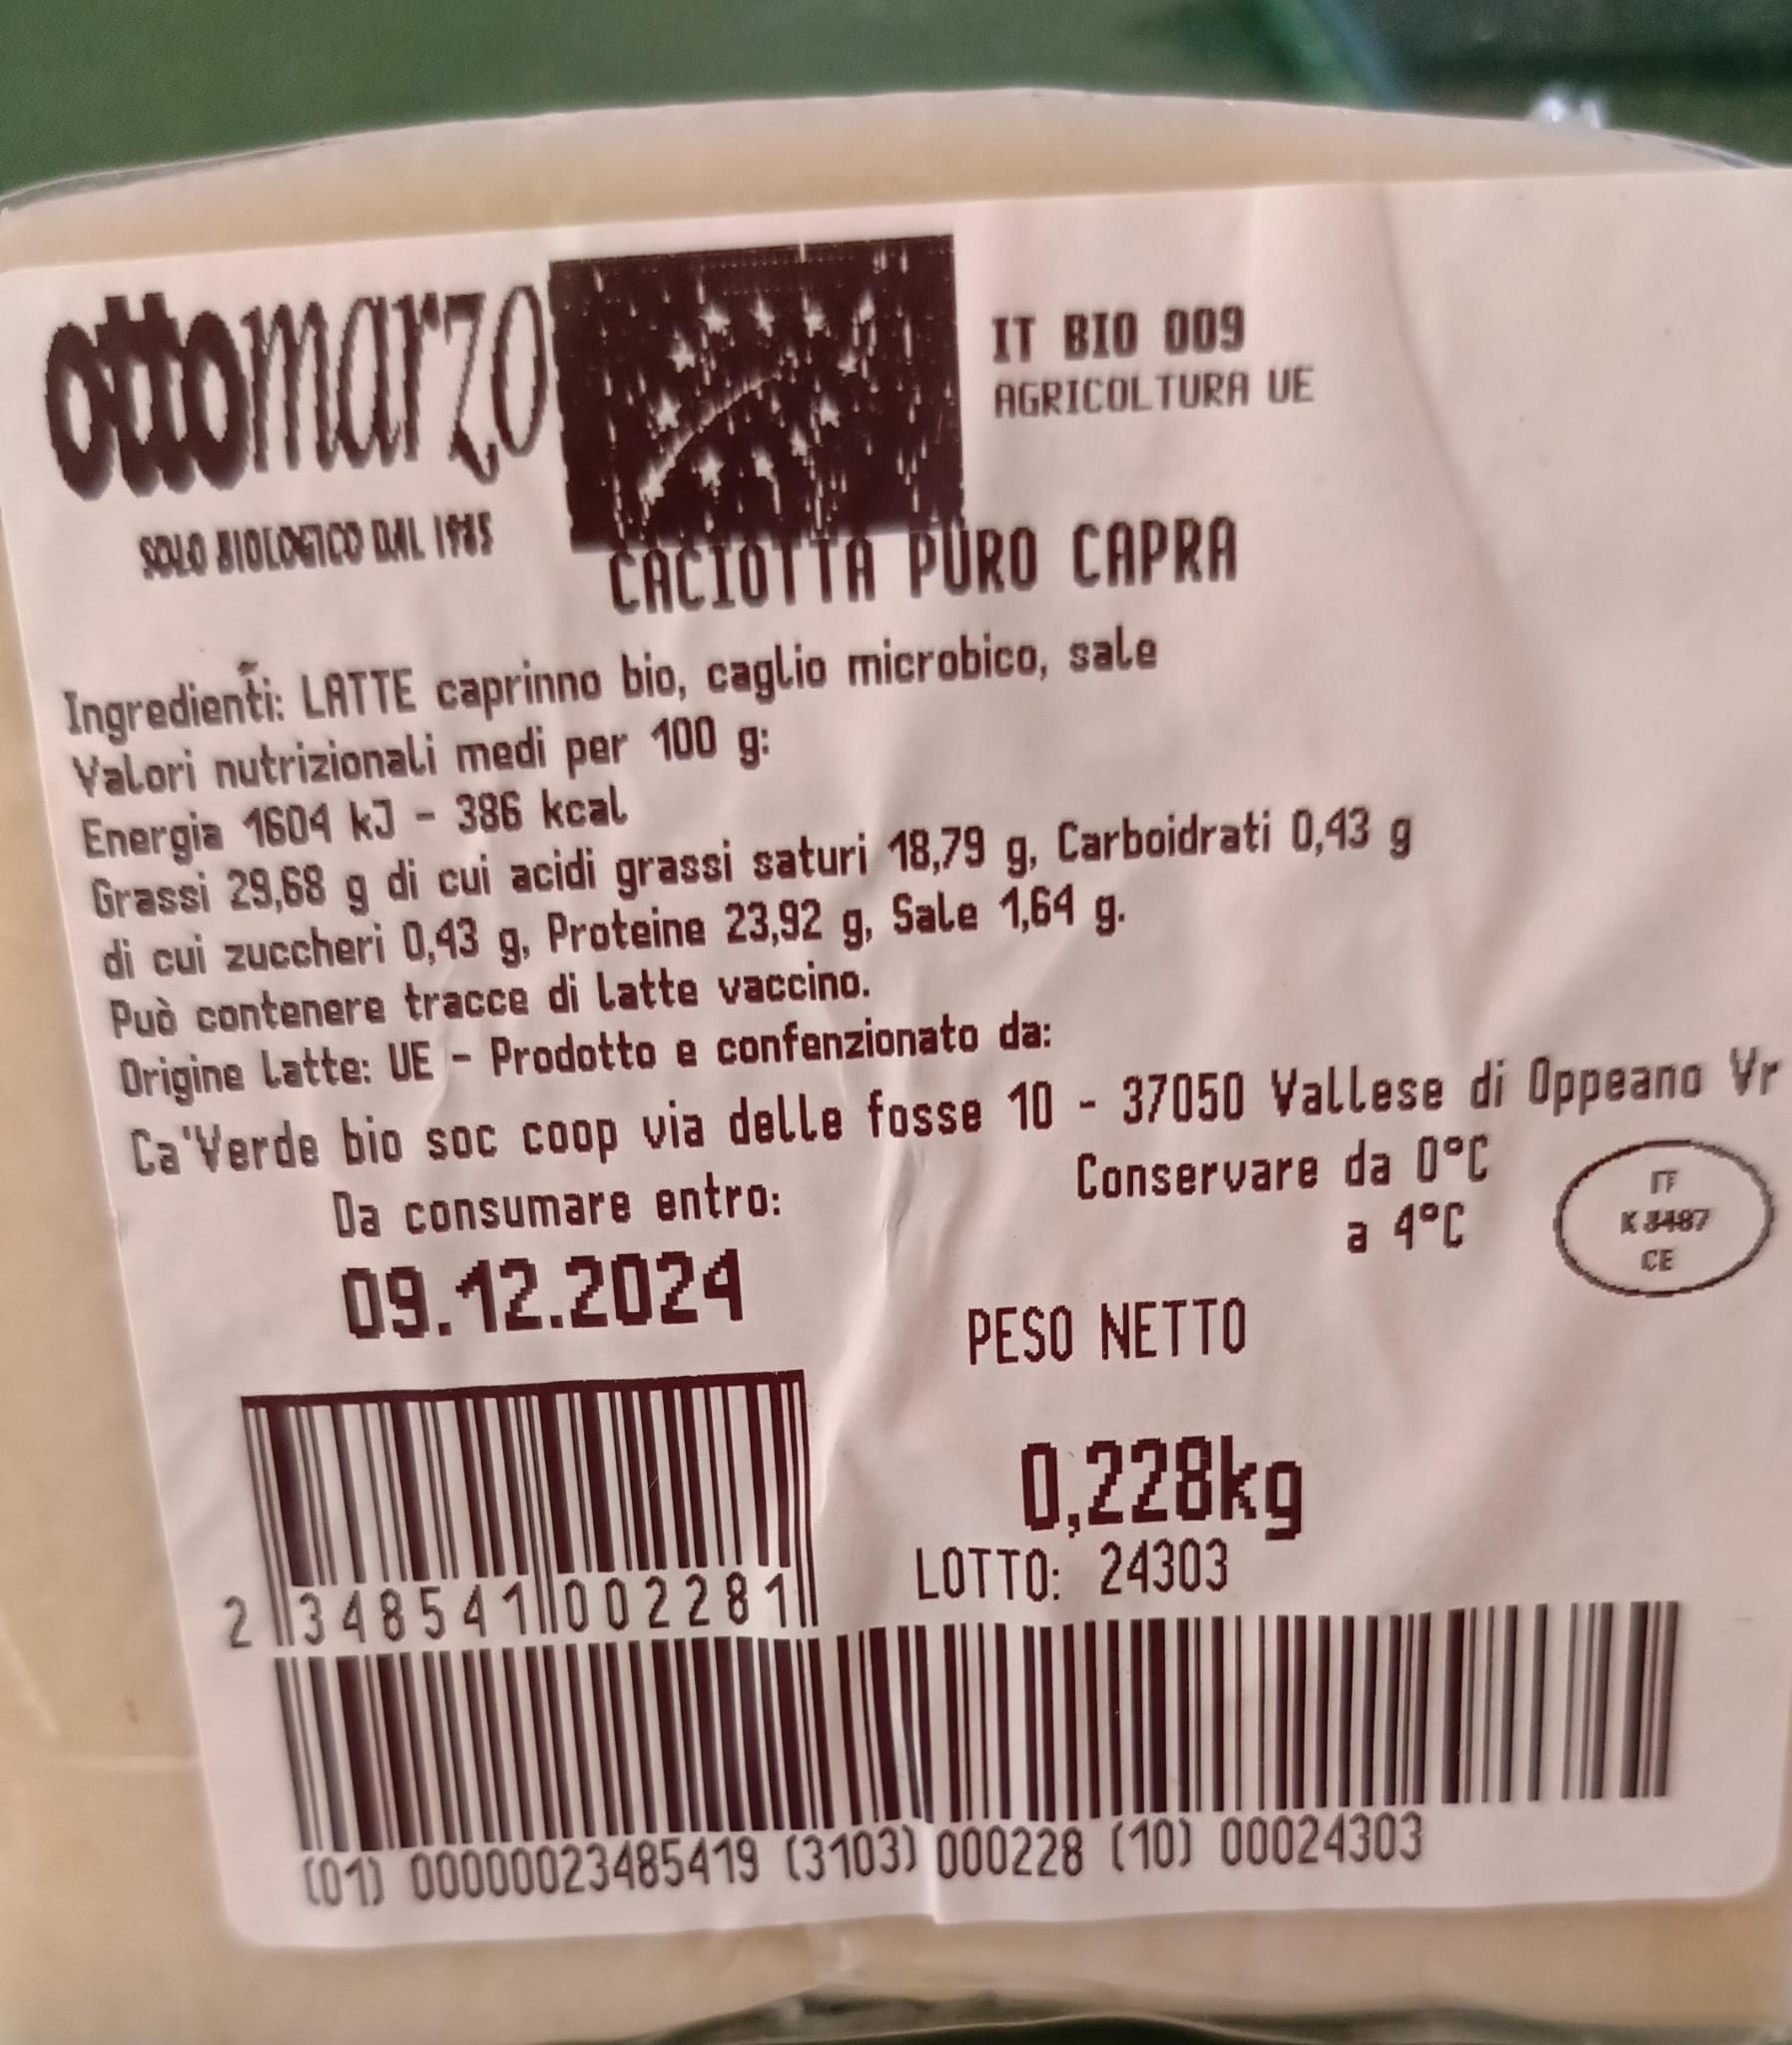 ottomarzo
SOLO BIOLOGICO DAL 1985
IT BIO 009
AGRICOLTURA UE
CACIOTTA PURO CAPRA
Ingredienti: LATTE caprinno bio, caglio microbico, sale
Valori nutrizionali medi per 100 g:
Energia 1604 kJ - 386 kcal
Grassi 29,68 g di cui acidi grassi saturi 18,79 g, Carboidrati 0,43 g
di cui zuccheri 0,43 g, Proteine 23,92 g, Sale 1,64 g.
Può contenere tracce di latte vaccino.
Origine latte: UE - Prodotto e confenzionato da:
Ca'Verde bio soc coop via delle fosse 10 - 37050 Vallese di Oppeano Vr
Da consumare entro:
09.12.2024
Conservare da 0°C
a 4°C
IT
K
CE
PESO NETTO
0,228kg
LOTTO: 24303
2 348541 002281
(01) 00000023485419 (3103) 000228 (10) 00024303